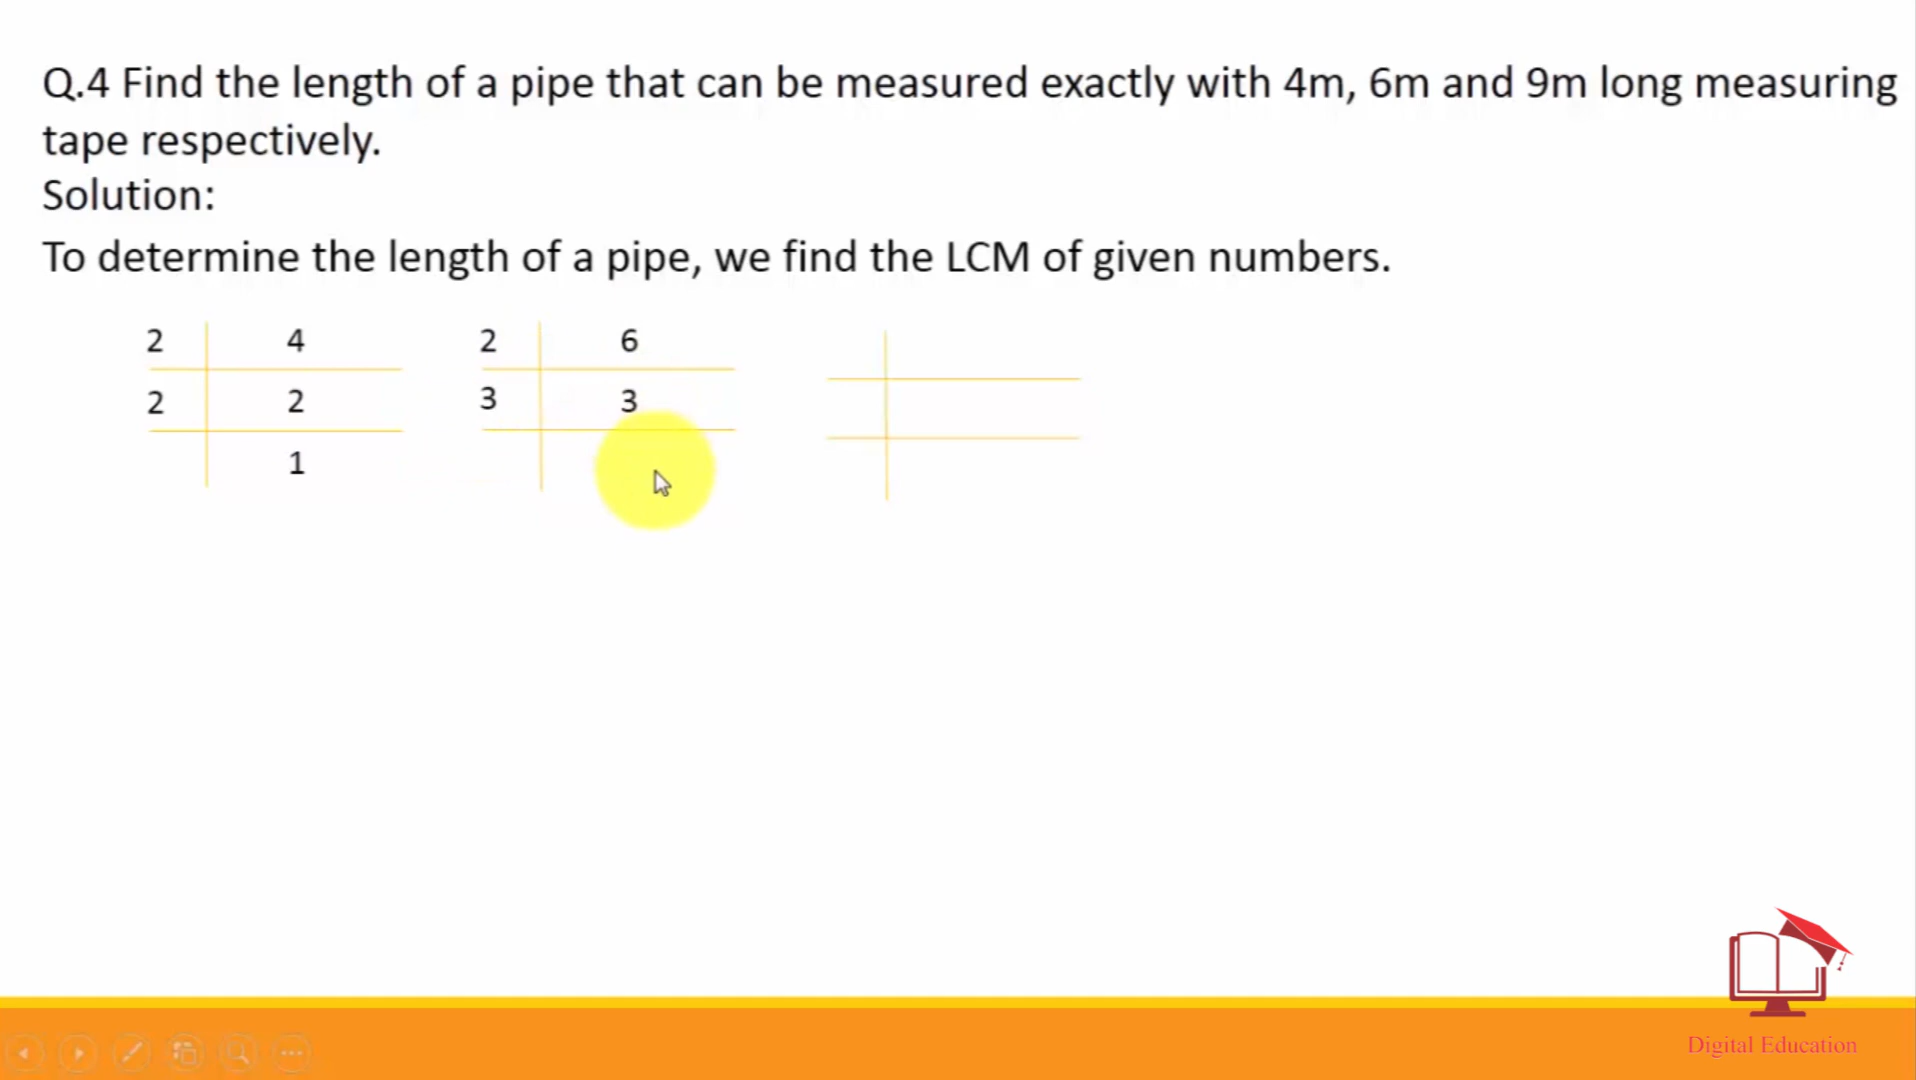 Q.4 Find the length of a pipe that can be measured exactly with 4m, 6m and 9m long measuring
tape respectively.
Solution:
To determine the length of a pipe, we find the LCM of given numbers.
2 4 2 6
2 2 3 3
1
Digital Education